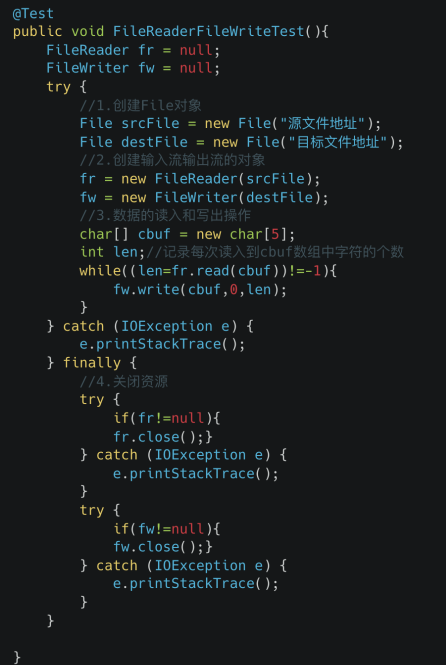 @Test
public void FileReaderFileWriteTest(){
    FileReader fr = null;
    FileWriter fw = null;
    try {
        //1.创建File对象
        File srcFile = new File("源文件地址");
        File destFile = new File("目标文件地址");
        //2.创建输入流输出流的对象
        fr = new FileReader(srcFile);
        fw = new FileWriter(destFile);
        //3.数据的读入和写出操作
        char[] cbuf = new char[5];
        int len;//记录每次读入到cbuf数组中字符的个数
        while((len=fr.read(cbuf))!=-1){
            fw.write(cbuf,0,len);
        }
    } catch (IOException e) {
        e.printStackTrace();
    } finally {
        //4.关闭资源
        try {
            if(fr!=null){
            fr.close();}
        } catch (IOException e) {
            e.printStackTrace();
        }
        try {
            if(fw!=null){
            fw.close();}
        } catch (IOException e) {
            e.printStackTrace();
        }
    }

}